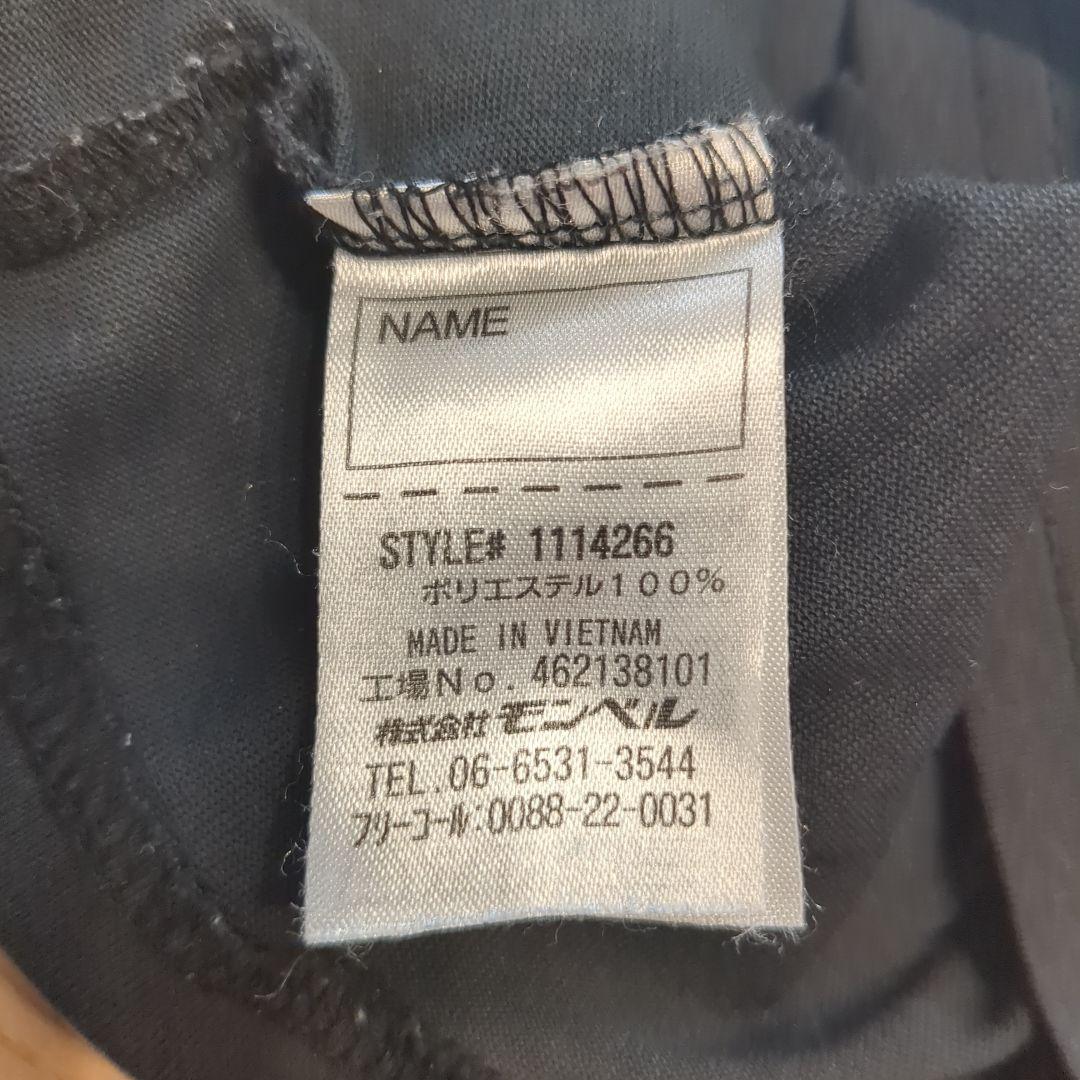 NAME
STYLE# 1114266
ポリエステル１００％
MADE IN VIETNAM
工場Ｎｏ. 462138101
株式会社 モンベル
TEL.06-6531-3544
フリーコール:0088-22-0031